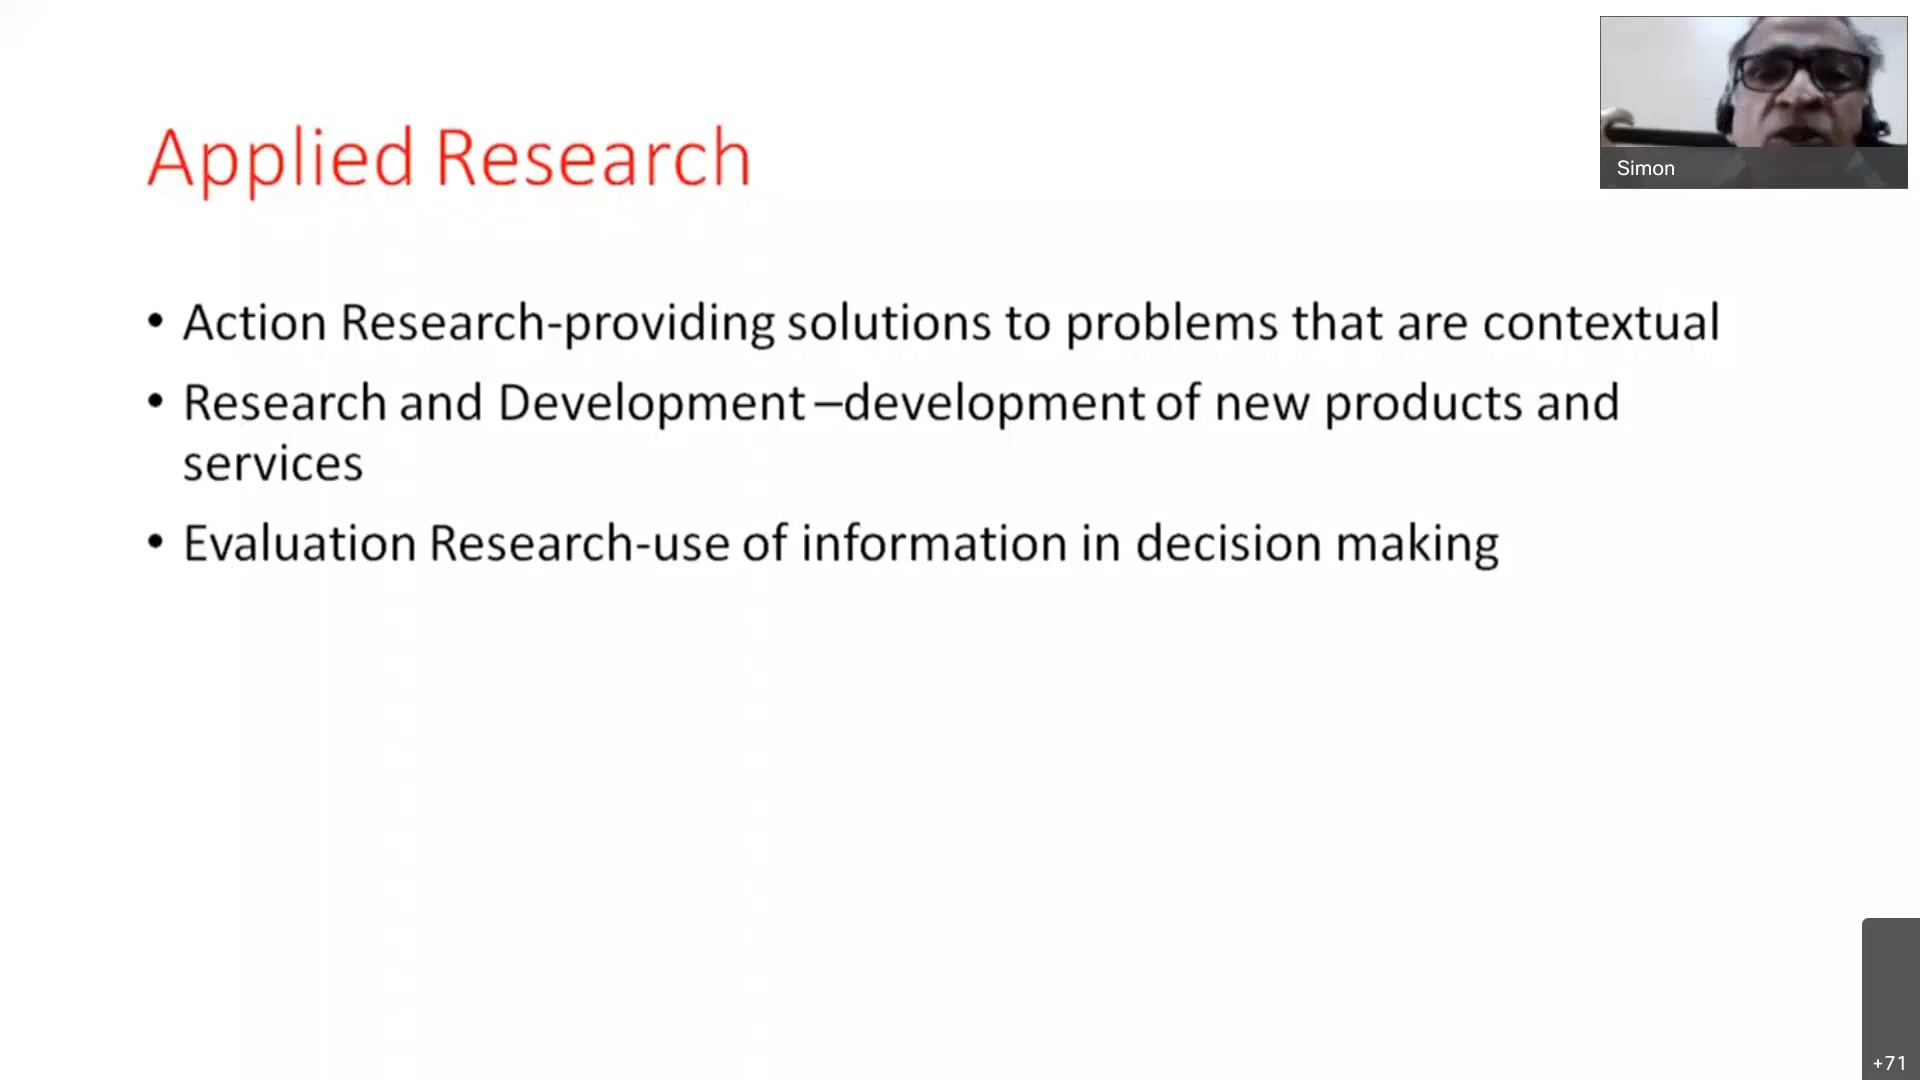 Applied Research
Simon
• Action Research-providing solutions to problems that are contextual
• Research and Development –development of new products and
services
• Evaluation Research-use of information in decision making
+71